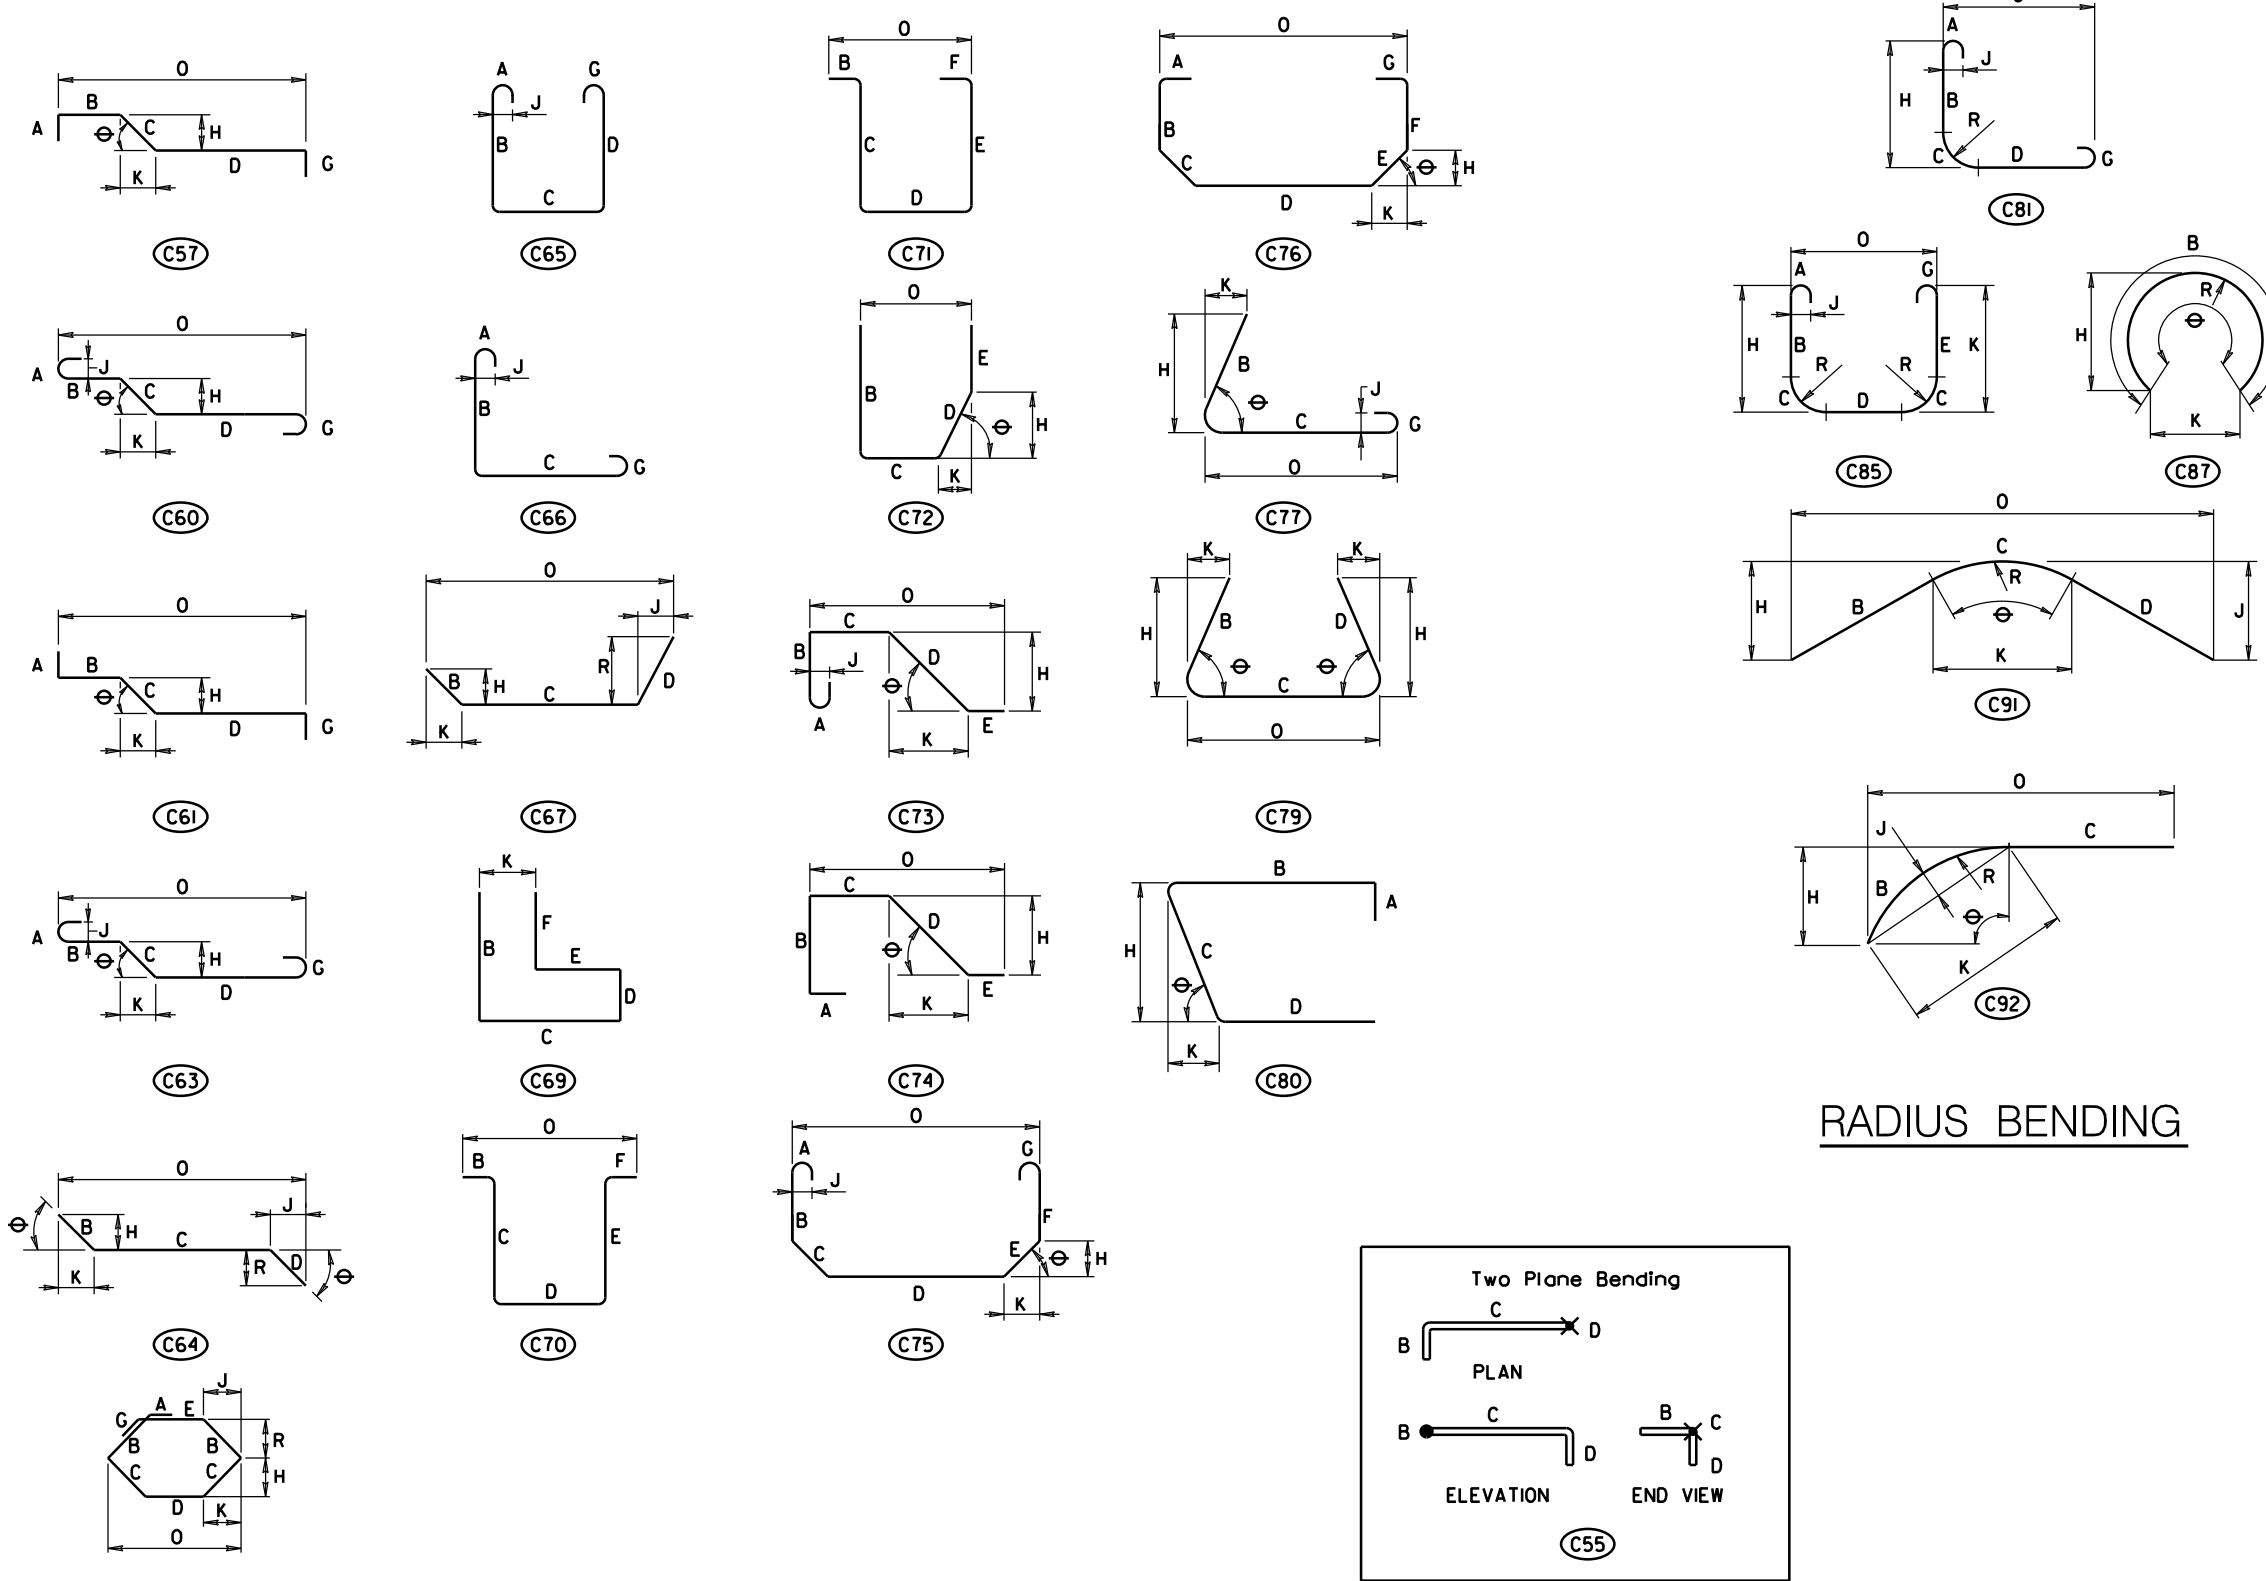 O
B
A
C
H
Θ
D
G
K
C57
A
G
J
B
D
C
C65
O
B
F
C
E
D
C71
O
A
G
B
F
C
E
Θ
H
D
K
C76
A
J
H
B
R
C
D
G
C81
O
A
J
B
C
H
Θ
D
G
K
C60
A
J
B
C
G
C66
O
E
B
D
Θ
H
C
K
C72
K
B
H
J
Θ
C
G
O
C77
O
A
G
J
H
B
E
K
R
R
C
D
C
C85
B
R
Θ
H
K
C87
O
A
B
C
H
Θ
D
G
K
C61
O
J
R
B
H
C
D
K
C67
O
C
B
J
D
H
Θ
A
K
E
C73
K
K
B
D
H
H
Θ
Θ
C
O
C79
O
C
R
H
B
Θ
D
J
K
C91
O
A
J
B
C
H
Θ
D
G
K
C63
K
F
B
E
D
C
C69
O
C
D
B
H
Θ
A
K
E
C74
B
A
H
C
Θ
D
K
C80
O
J
C
B
R
H
Θ
K
C92
RADIUS BENDING
O
J
Θ
B
H
C
R
D
Θ
K
C64
O
B
F
C
E
D
C70
O
A
G
J
B
F
C
E
Θ
H
D
K
C75
J
A
E
G
B
B
R
C
C
H
D
K
O
Two Plane Bending
C
B
D
PLAN
B
C
D
ELEVATION
B
C
D
END VIEW
C55